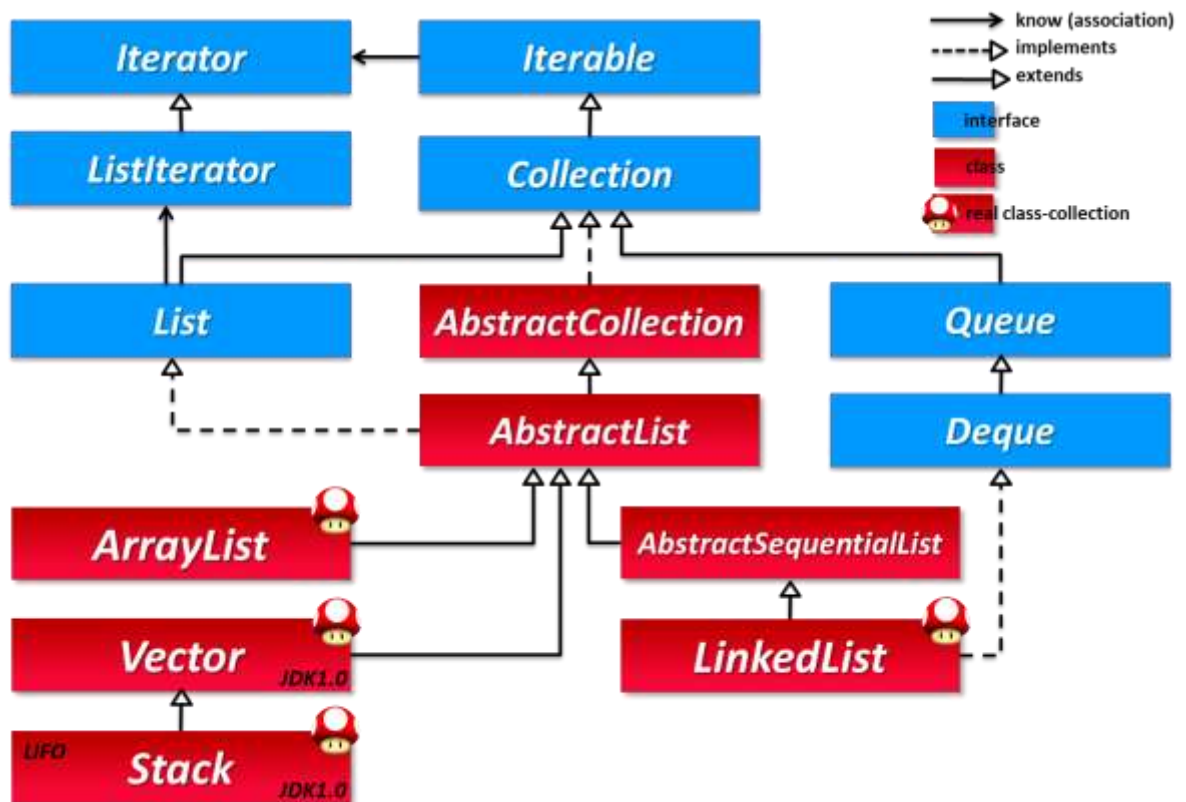 know (association)
implements
extends
interface
class
real class-collection
Iterator
Iterable
ListIterator
Collection
List
AbstractCollection
Queue
AbstractList
Deque
ArrayList
AbstractSequentialList
Vector
JDK1.0
LinkedList
LIFO
Stack
JDK1.0